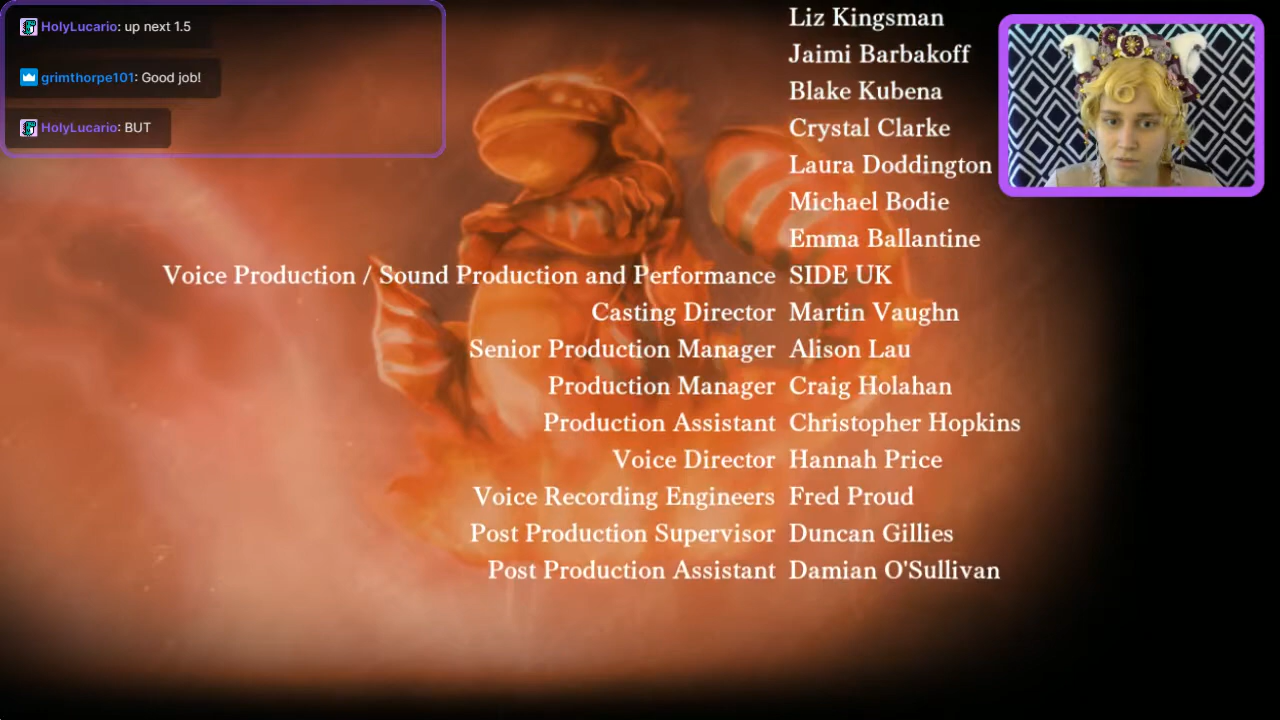 HolyLucario: up next 1.5
grimthorpe101: Good job!
HolyLucario: BUT
Liz Kingsman
Jaimi Barbakoff
Blake Kubena
Crystal Clarke
Laura Doddington
Michael Bodie
Emma Ballantine
Voice Production / Sound Production and Performance SIDE UK
Casting Director Martin Vaughn
Senior Production Manager Alison Lau
Production Manager Craig Holahan
Production Assistant Christopher Hopkins
Voice Director Hannah Price
Voice Recording Engineers Fred Proud
Post Production Supervisor Duncan Gillies
Post Production Assistant Damian O'Sullivan